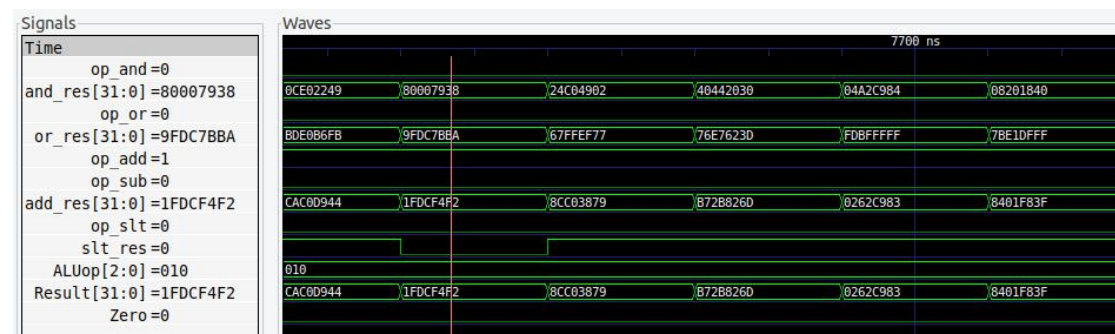 Signals Waves
Time 7700 ns
op_and=0
and_res[31:0]=80007938 0CE02249 80007938 24C04902 40442030 04A2C984 08201840
op_or=0
or_res[31:0]=9FDC7BBA BDE0B6FB 9FDC7BBA 67FFEF77 76E7623D FDBFFFFF 7BE1DFFF
op_add=1
op_sub=0
add_res[31:0]=1FDCF4F2 CAC0D944 1FDCF4F2 8CC03879 B72B826D 0262C983 8401F83F
op_slt=0
slt_res=0
ALUop[2:0]=010 010
Result[31:0]=1FDCF4F2 CAC0D944 1FDCF4F2 8CC03879 B72B826D 0262C983 8401F83F
Zero=0